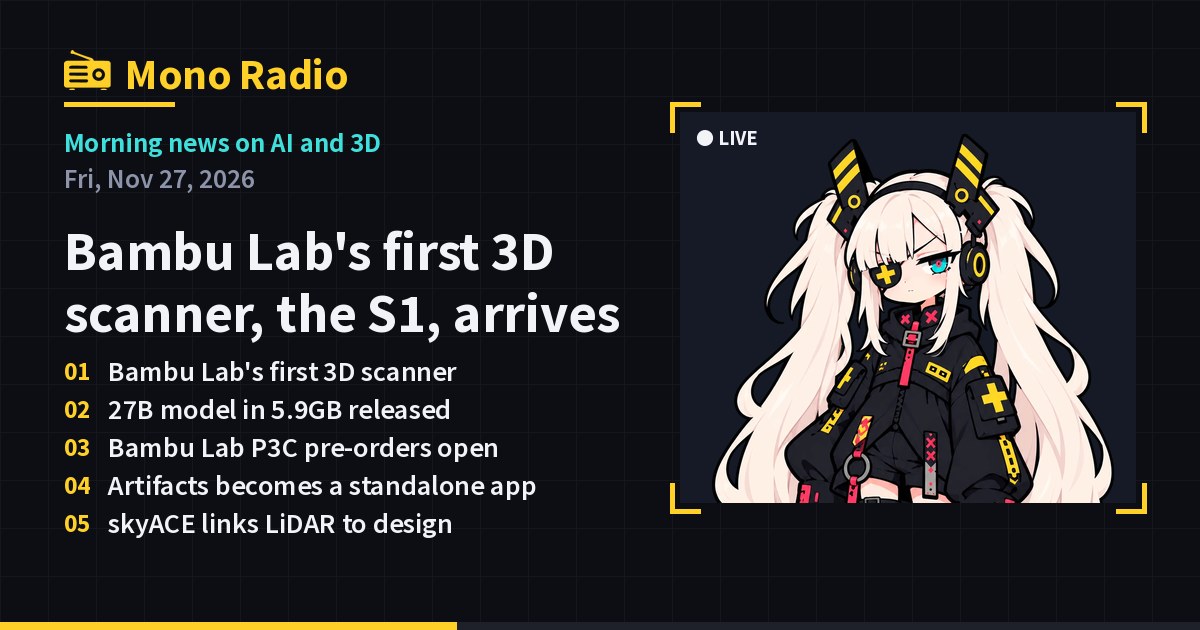 Mono Radio
Morning news on AI and 3D
Fri, Nov 27, 2026
Bambu Lab's first 3D
scanner, the S1, arrives
01 Bambu Lab's first 3D scanner
02 27B model in 5.9GB released
03 Bambu Lab P3C pre-orders open
04 Artifacts becomes a standalone app
05 skyACE links LiDAR to design
LIVE